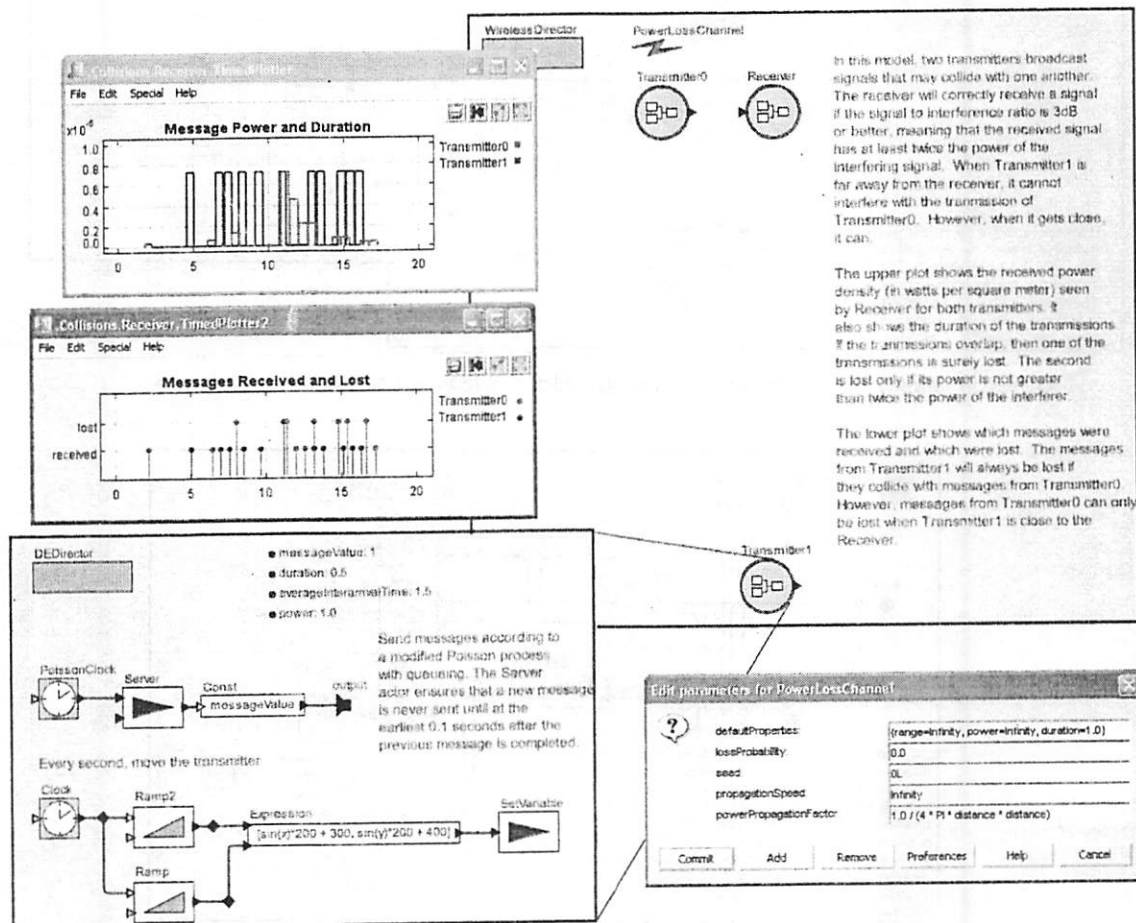 WirelessDirector
PowerLossChannel
Transmitter0
Receiver
In this model, two transmitters broadcast
signals that may collide with one another.
The receiver will correctly receive a signal
if the signal to interference ratio is 3dB
or better, meaning that the received signal
has at least twice the power of the
interfering signal. When Transmitter1 is
far away from the receiver, it cannot
interfere with the tranmission of
Transmitter0. However, when it gets close,
it can.
The upper plot shows the received power
density (in watts per square meter) seen
by Receiver for both transmitters. It
also shows the duration of the transmissions.
If the tranmissions overlap, then one of the
transmissions is surely lost. The second
is lost only if its power is not greater
than twice the power of the interferer.
The lower plot shows which messages were
received and which were lost. The messages
from Transmitter1 will always be lost if
they collide with messages from Transmitter0.
However, messages from Transmitter0 can only
be lost when Transmitter1 is close to the
Receiver.
.Collisions.Receiver.TimedPlotter
File Edit Special Help
Message Power and Duration
1.0
0.8
0.6
0.4
0.2
0.0
0 5 10 15 20
Transmitter0
Transmitter1
.Collisions.Receiver.TimedPlotter2
File Edit Special Help
Messages Received and Lost
lost
received
0 5 10 15 20
Transmitter0
Transmitter1
Transmitter1
DEDirector
messageValue: 1
duration: 0.5
averageInterarrivalTime: 1.5
power: 1.0
PoissonClock
Server
Const
messageValue
output
Send messages according to
a modified Poisson process
with queueing. The Server
actor ensures that a new message
is never sent until at the
earliest 0.1 seconds after the
previous message is completed.
Every second, move the transmitter
Clock
Ramp2
Ramp
Expression
[sin(x)*200 + 300, sin(y)*200 + 400]
SetVariable
Edit parameters for PowerLossChannel
defaultProperties: {range=Infinity, power=Infinity, duration=1.0}
lossProbability: 0.0
seed: 0L
propagationSpeed: Infinity
powerPropagationFactor: 1.0 / (4 * PI * distance * distance)
Commit Add Remove Preferences Help Cancel